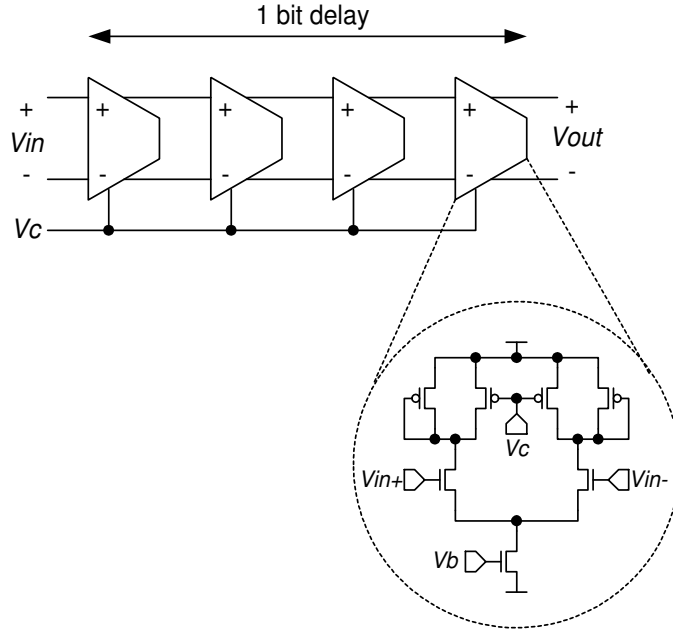 1 bit delay
+ + + + + +
Vin Vout
- - - - - -
Vc
Vc
Vin+ Vin-
Vb